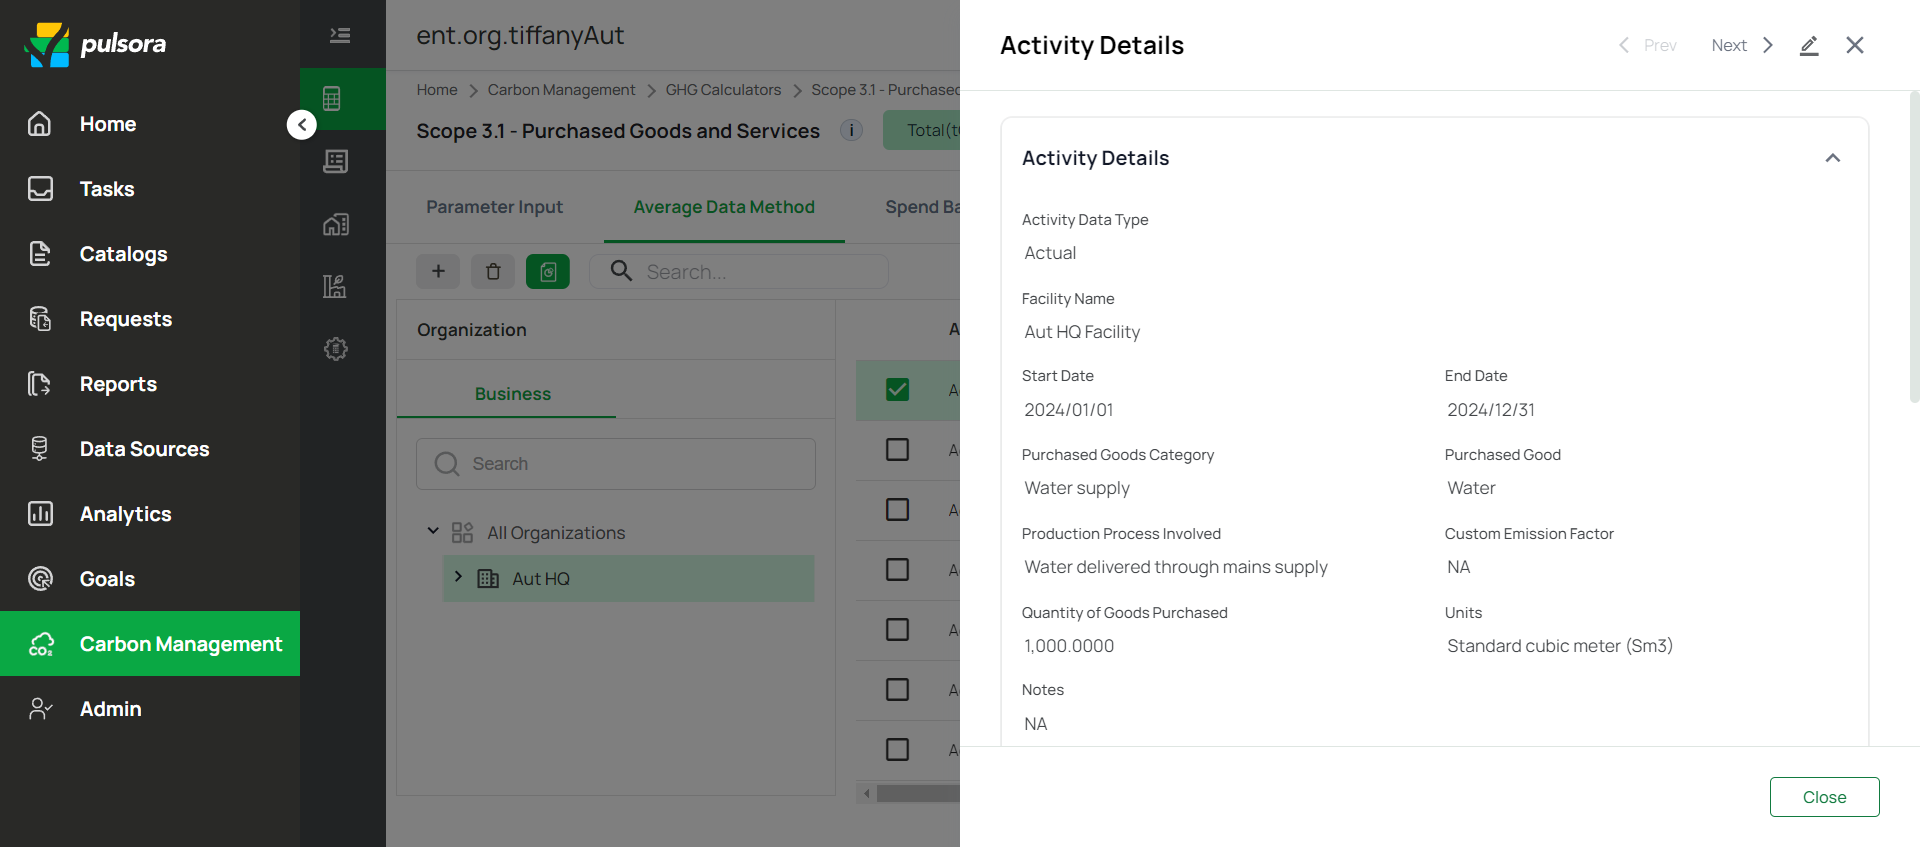 pulsora
Home
Tasks
Catalogs
Requests
Reports
Data Sources
Analytics
Goals
Carbon Management
Admin
ent.org.tiffanyAut
Home > Carbon Management > GHG Calculators > Scope 3.1 - Purchased
Scope 3.1 - Purchased Goods and Services i Total(t
Parameter Input Average Data Method Spend Ba
Search...
Organization
Business
Search
All Organizations
Aut HQ
A
A
A
A
A
A
A
A
Activity Details
Prev Next
Activity Details
Activity Data Type
Actual
Facility Name
Aut HQ Facility
Start Date End Date
2024/01/01 2024/12/31
Purchased Goods Category Purchased Good
Water supply Water
Production Process Involved Custom Emission Factor
Water delivered through mains supply NA
Quantity of Goods Purchased Units
1,000.0000 Standard cubic meter (Sm3)
Notes
NA
Close